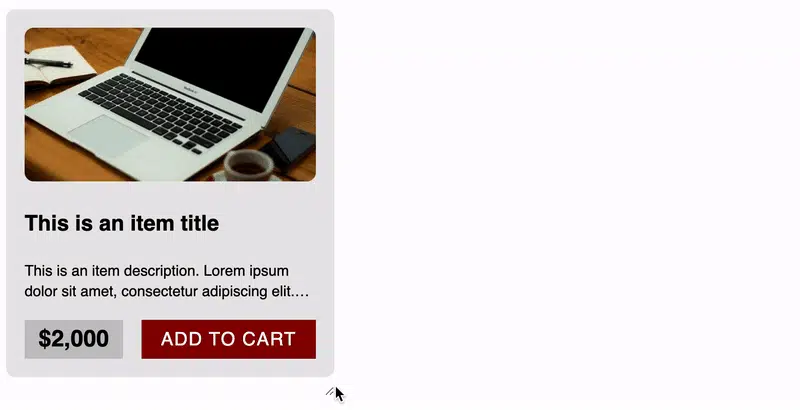 This is an item title
This is an item description. Lorem ipsum
dolor sit amet, consectetur adipiscing elit.…
$2,000
ADD TO CART